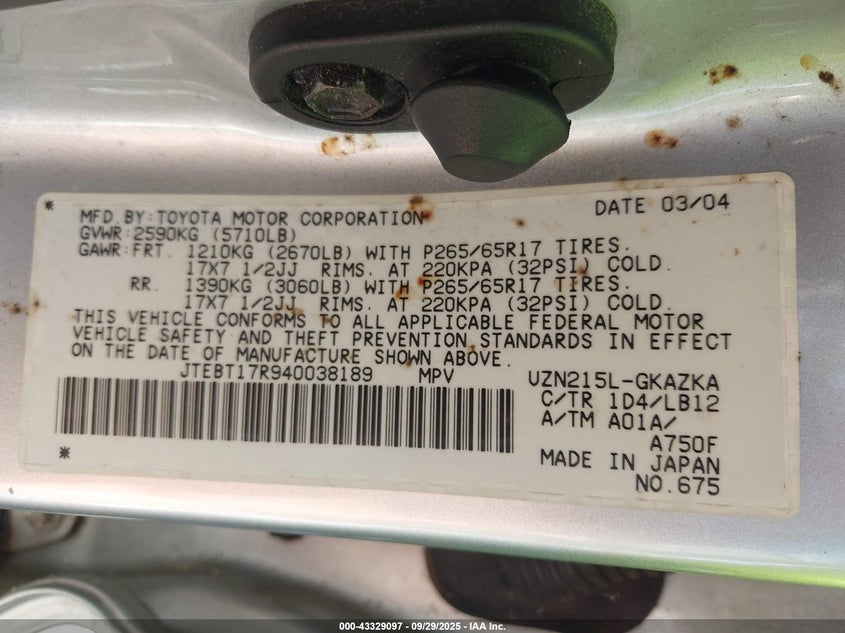 * MFD. BY: TOYOTA MOTOR CORPORATION DATE 03/04
GVWR: 2590KG (5710LB)
GAWR: FRT. 1210KG (2670LB) WITH P265/65R17 TIRES.
17X7 1/2JJ RIMS. AT 220KPA (32PSI) COLD.
RR. 1390KG (3060LB) WITH P265/65R17 TIRES.
17X7 1/2JJ RIMS. AT 220KPA (32PSI) COLD.
THIS VEHICLE CONFORMS TO ALL APPLICABLE FEDERAL MOTOR
VEHICLE SAFETY AND THEFT PREVENTION STANDARDS IN EFFECT
ON THE DATE OF MANUFACTURE SHOWN ABOVE.
JTEBT17R940038189 MPV UZN215L-GKAZKA
C/TR 1D4/LB12
A/TM A01A/
A750F
* MADE IN JAPAN
NO. 675
000-43329097 - 09/29/2025 - IAA Inc.